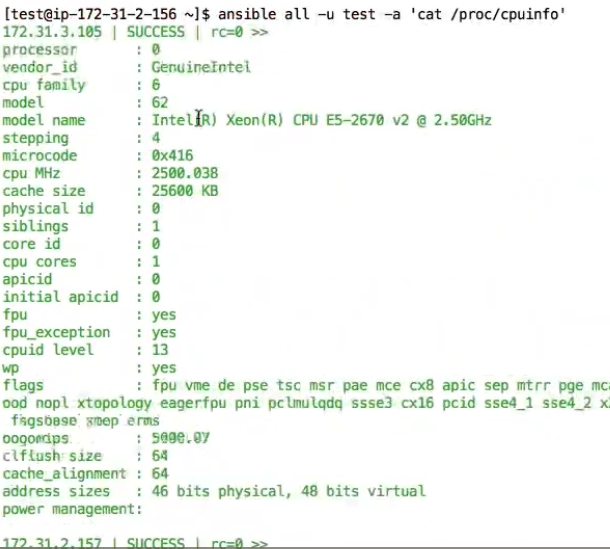 [test@ip-172-31-2-156 ~]$ ansible all -u test -a 'cat /proc/cpuinfo'
172.31.3.105 | SUCCESS | rc=0 >>
processor : 0
vendor_id : GenuineIntel
cpu family : 6
model : 62
model name : Intel(R) Xeon(R) CPU E5-2670 v2 @ 2.50GHz
stepping : 4
microcode : 0x416
cpu MHz : 2500.038
cache size : 25600 KB
physical id : 0
siblings : 1
core id : 0
cpu cores : 1
apicid : 0
initial apicid : 0
fpu : yes
fpu_exception : yes
cpuid level : 13
wp : yes
flags : fpu vme de pse tsc msr pae mce cx8 apic sep mtrr pge mca
ood nopl xtopology eagerfpu pni pclmulqdq ssse3 cx16 pcid sse4_1 sse4_2
fsgsbase smep erms
bogomips :
clflush size : 64
cache_alignment : 64
address sizes : 46 bits physical, 48 bits virtual
power management:
172.31.2.157 | SUCCESS | rc=0 >>